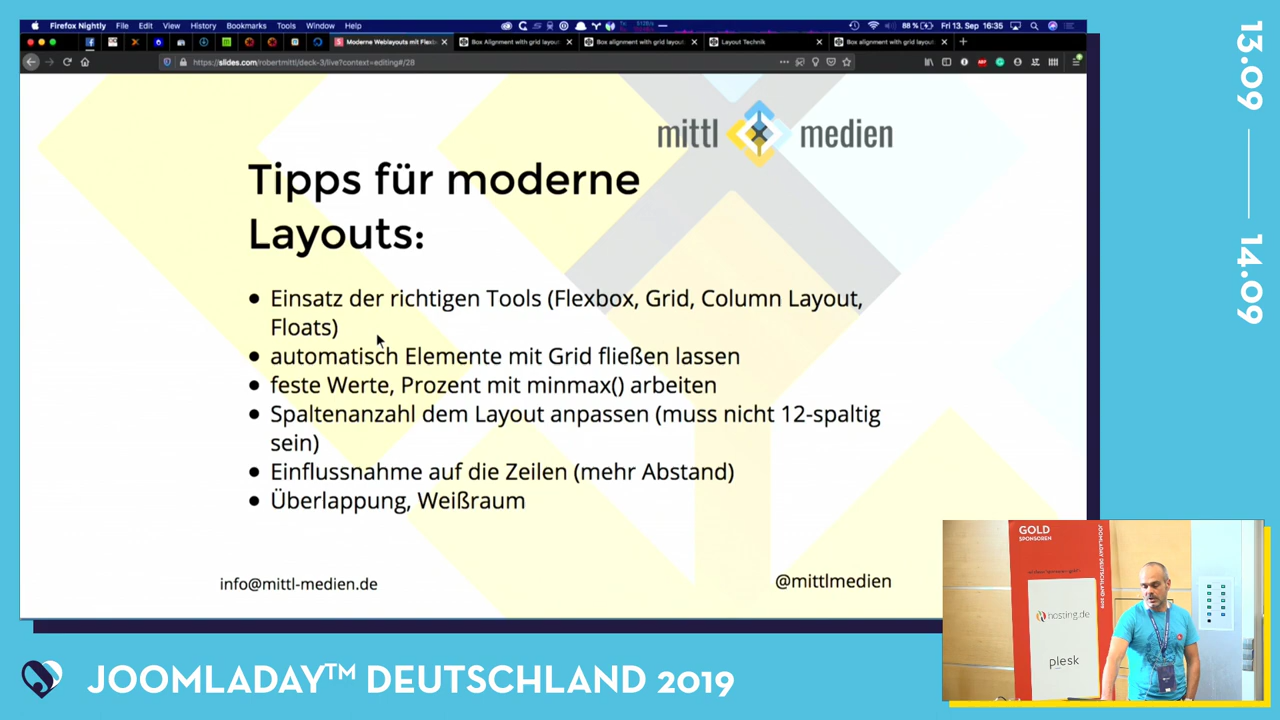 Firefox Nightly File Edit View History Bookmarks Tools Window Help
88 % Fri 13. Sep 16:35
Moderne Weblayouts mit Flexb
Box Alignment with grid layout
Box alignment with grid layout
Layout Technik
Box alignment with grid layout
https://slides.com/robertmittl/deck-3/live?context=editing#/28
mittl medien
Tipps für moderne
Layouts:
● Einsatz der richtigen Tools (Flexbox, Grid, Column Layout,
Floats)
● automatisch Elemente mit Grid fließen lassen
● feste Werte, Prozent mit minmax() arbeiten
● Spaltenanzahl dem Layout anpassen (muss nicht 12-spaltig
sein)
● Einflussnahme auf die Zeilen (mehr Abstand)
● Überlappung, Weißraum
info@mittl-medien.de
@mittlmedien
13.09
14.09
GOLD
SPONSOREN
JOOMLADAY DEUTSCHLAND 2019
hosting.de
plesk
JOOMLADAY™ DEUTSCHLAND 2019